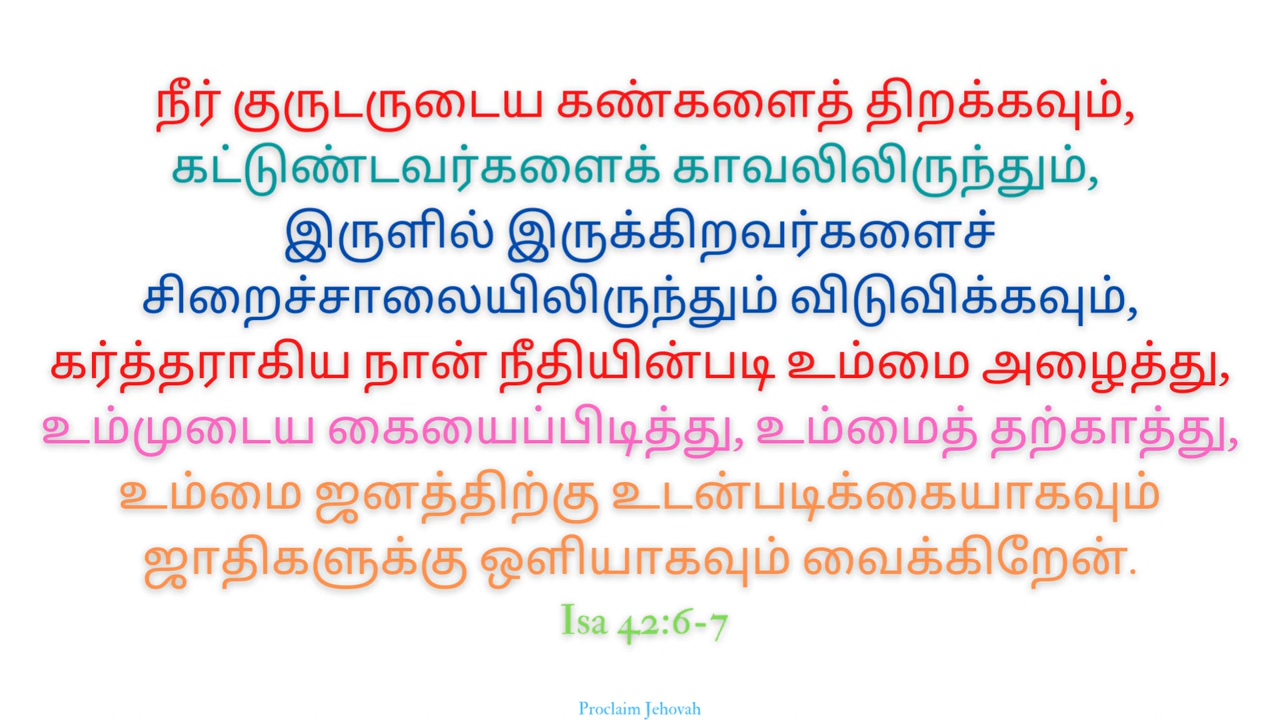 நீர் குருடருடைய கண்களைத் திறக்கவும்,
கட்டுண்டவர்களைக் காவலிலிருந்தும்,
இருளில் இருக்கிறவர்களைச்
சிறைச்சாலையிலிருந்தும் விடுவிக்கவும்,
கர்த்தராகிய நான் நீதியின்படி உம்மை அழைத்து,
உம்முடைய கையைப்பிடித்து, உம்மைத் தற்காத்து,
உம்மை ஜனத்திற்கு உடன்படிக்கையாகவும்
ஜாதிகளுக்கு ஒளியாகவும் வைக்கிறேன்.
Isa 42:6-7
Proclaim Jehovah